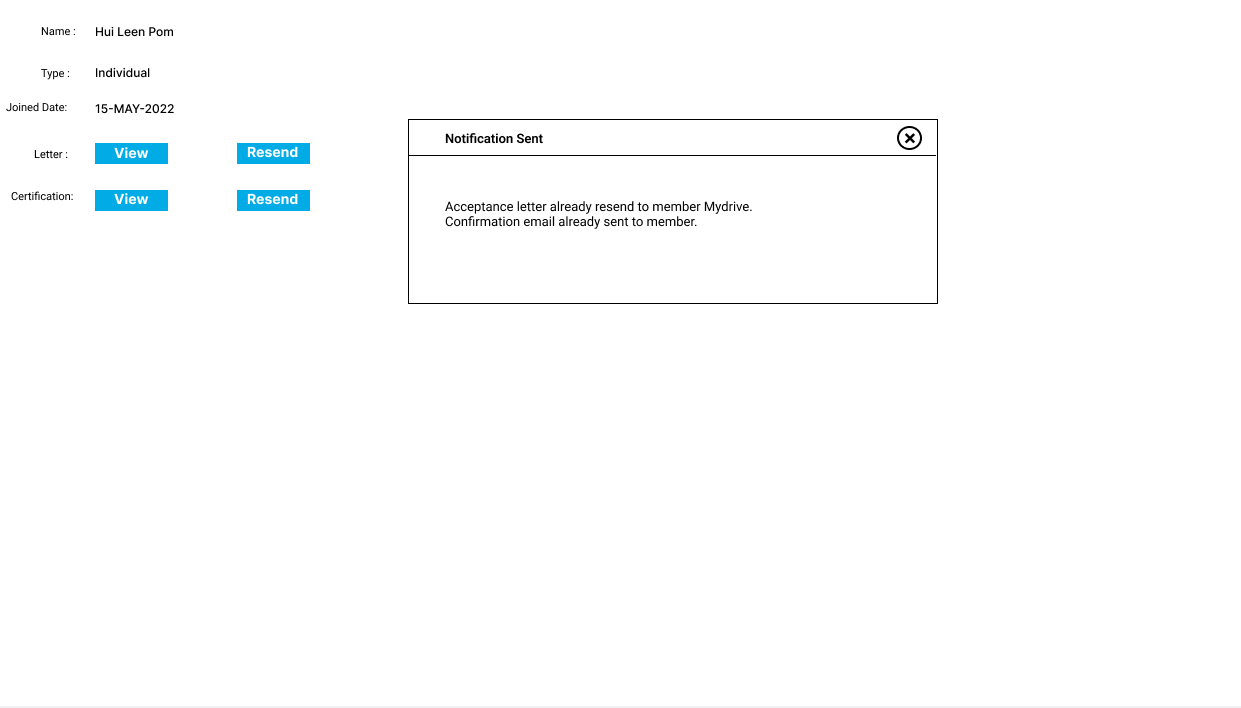 Name : Hui Leen Pom
Type : Individual
Joined Date: 15-MAY-2022
Letter : View Resend
Certification: View Resend
Notification Sent
Acceptance letter already resend to member Mydrive.
Confirmation email already sent to member.